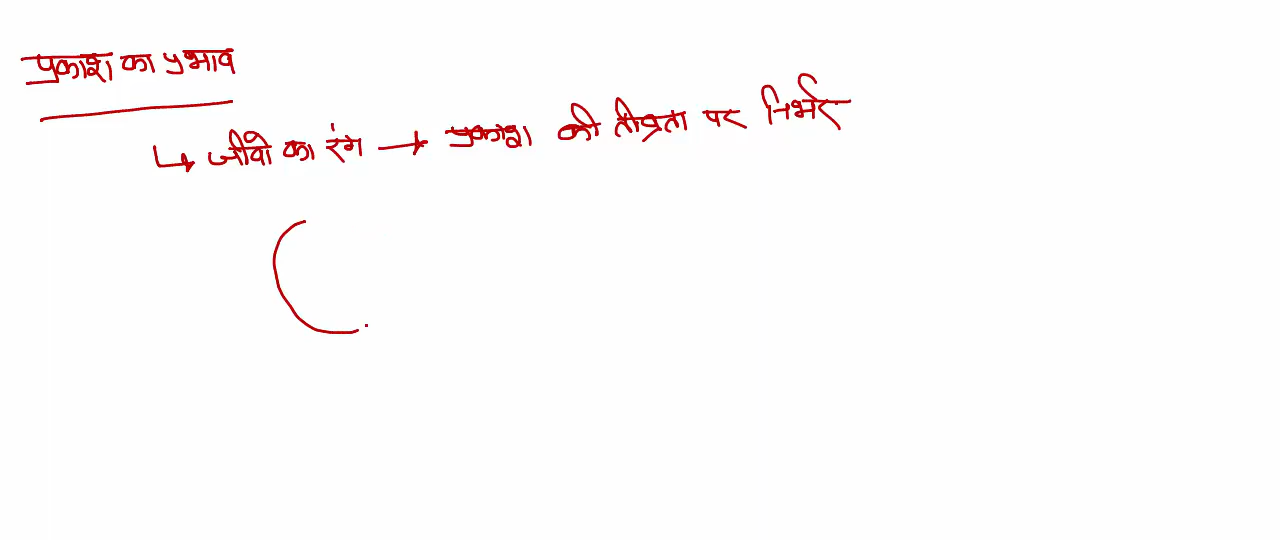 प्रकाश का प्रभाव
↳ जीवो का रंग → प्रकाश की तीव्रता पर निर्भर